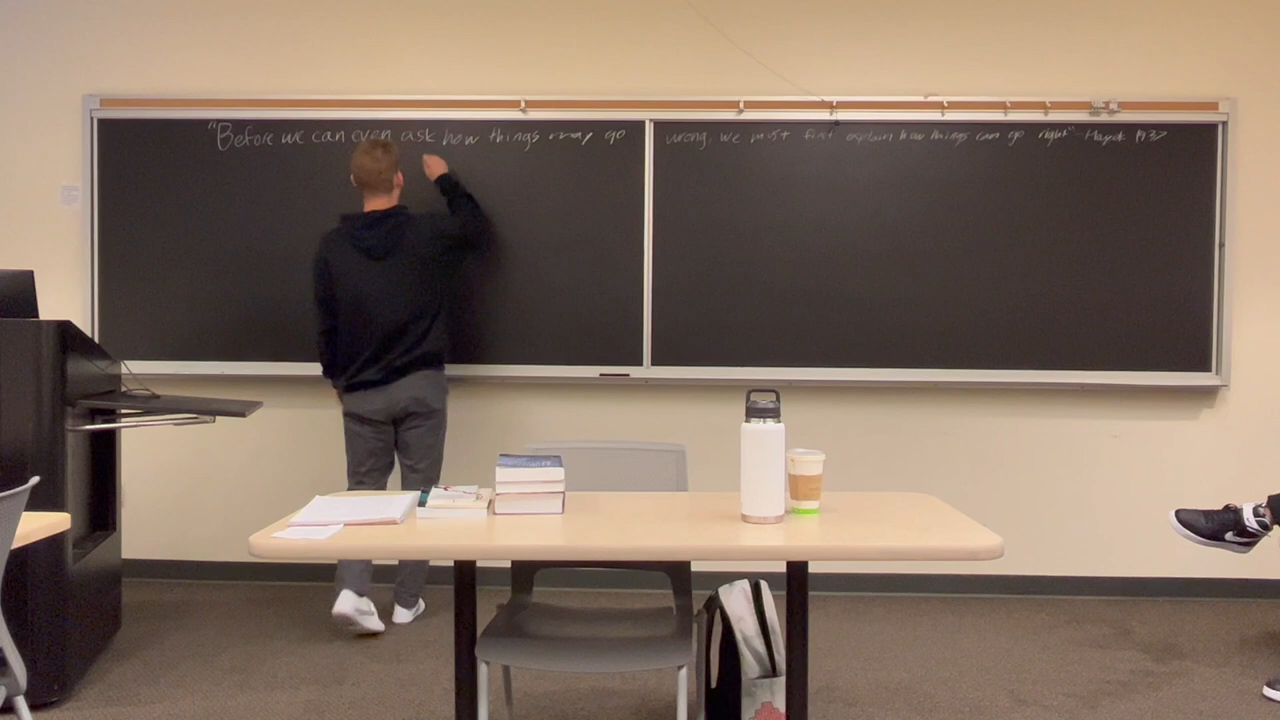 "Before we can even ask how things may go wrong, we must first explain how things can go right" - Hayek 1937